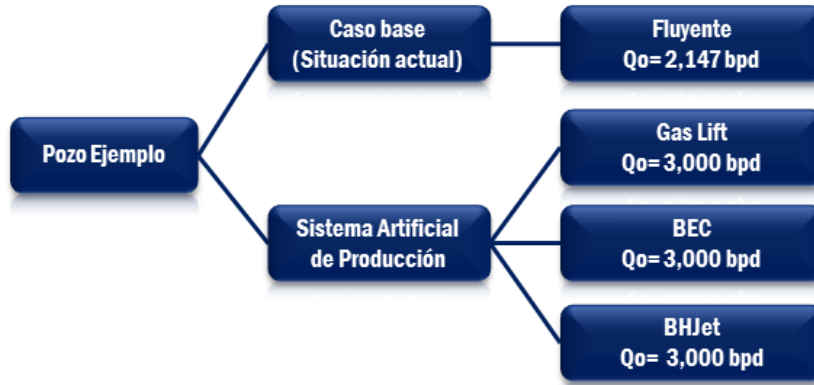 Pozo Ejemplo
Caso base
(Situación actual)
Fluyente
Qo= 2,147 bpd
Sistema Artificial
de Producción
Gas Lift
Qo= 3,000 bpd
BEC
Qo= 3,000 bpd
BHJet
Qo=  3,000 bpd